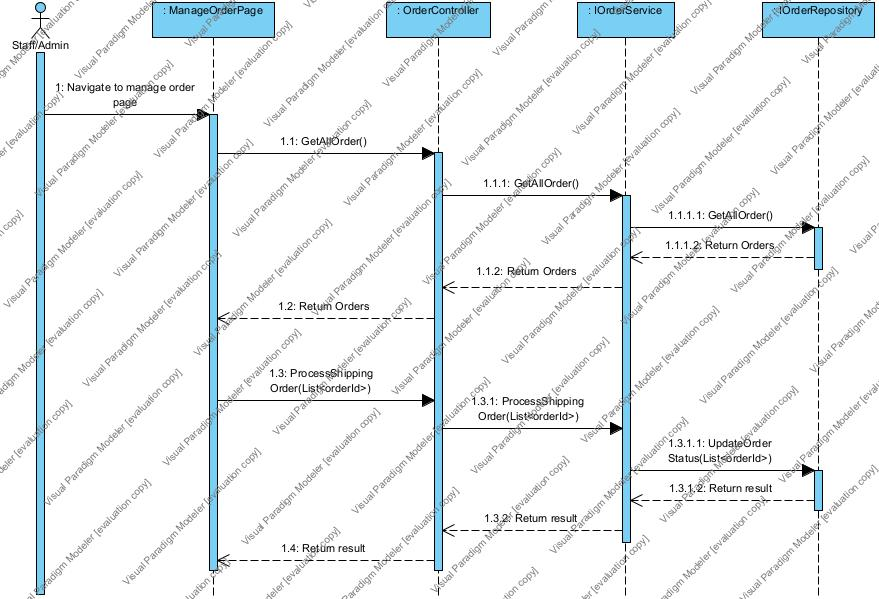 : ManageOrderPage
: OrderController
: IOrderService
: IOrderRepository
Staff/Admin
1: Navigate to manage order
page
1.1: GetAllOrder()
1.1.1: GetAllOrder()
1.1.1.1: GetAllOrder()
1.1.1.2: Return Orders
1.1.2: Return Orders
1.2: Return Orders
1.3: ProcessShipping
Order(List<orderId>)
1.3.1: ProcessShipping
Order(List<orderId>)
1.3.1.1: UpdateOrder
Status(List<orderId>)
1.3.1.2: Return result
1.3.2: Return result
1.4: Return result
Visual Paradigm Modeler [evaluation copy]